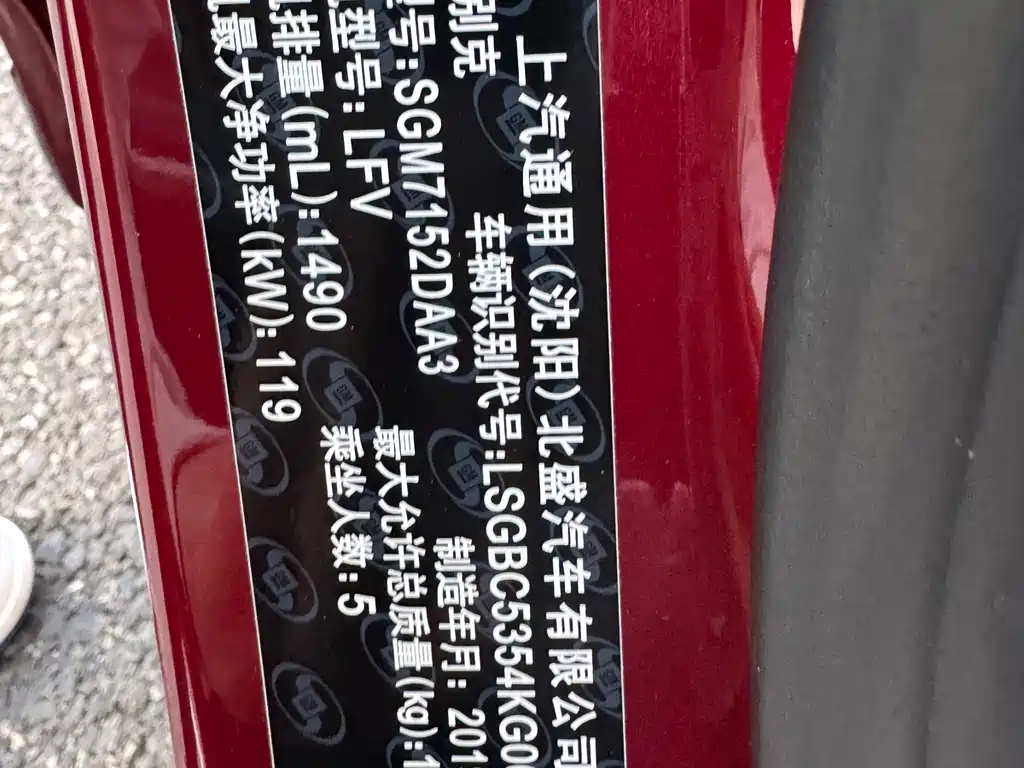 上汽通用(沈阳)北盛汽车有限公司
别克
车辆识别代号:LSGBC5354KG0
号:SGM7152DAA3
制造年月: 201
型号: LFV
最大允许总质量(kg):1
排量(mL):1490
乘坐人数: 5
最大净功率(kW): 119